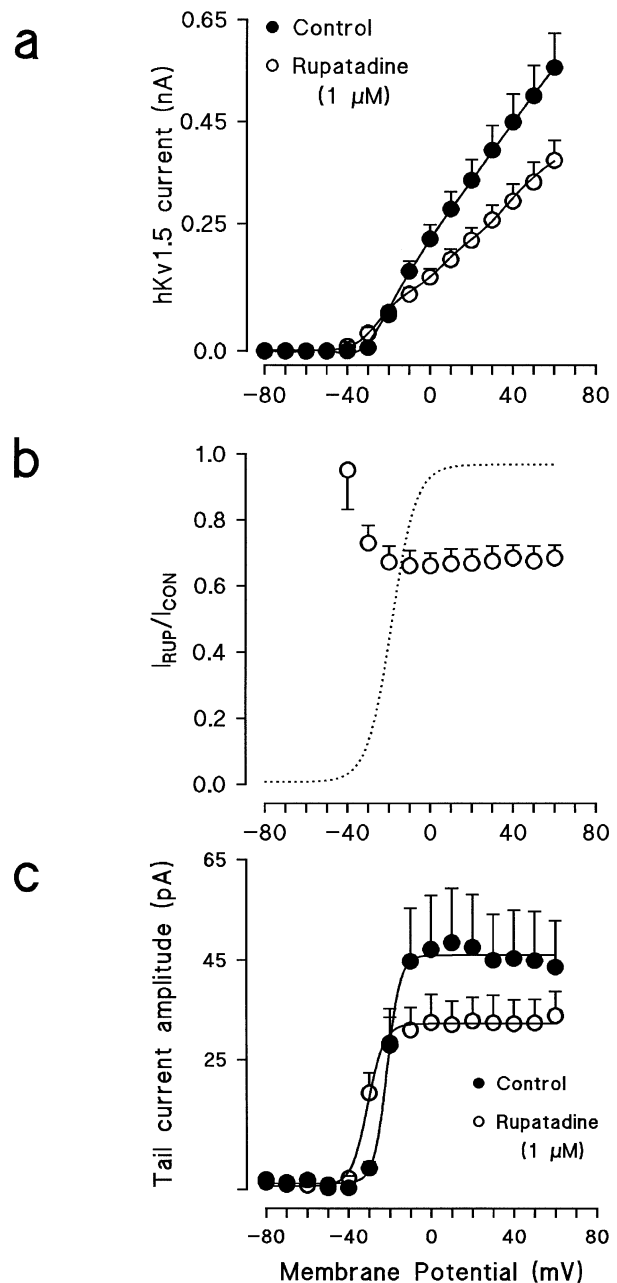 a
0.65
0.45
0.25
0.0
hKv1.5 current (nA)
Control
Rupatadine
(1 μM)
−80 −40 0 40 80
b
1.0
0.8
0.6
0.4
0.2
0.0
IRUP/ICON
−80 −40 0 40 80
c
65
45
25
Tail current amplitude (pA)
Control
Rupatadine
(1 μM)
−80 −40 0 40 80
Membrane Potential (mV)